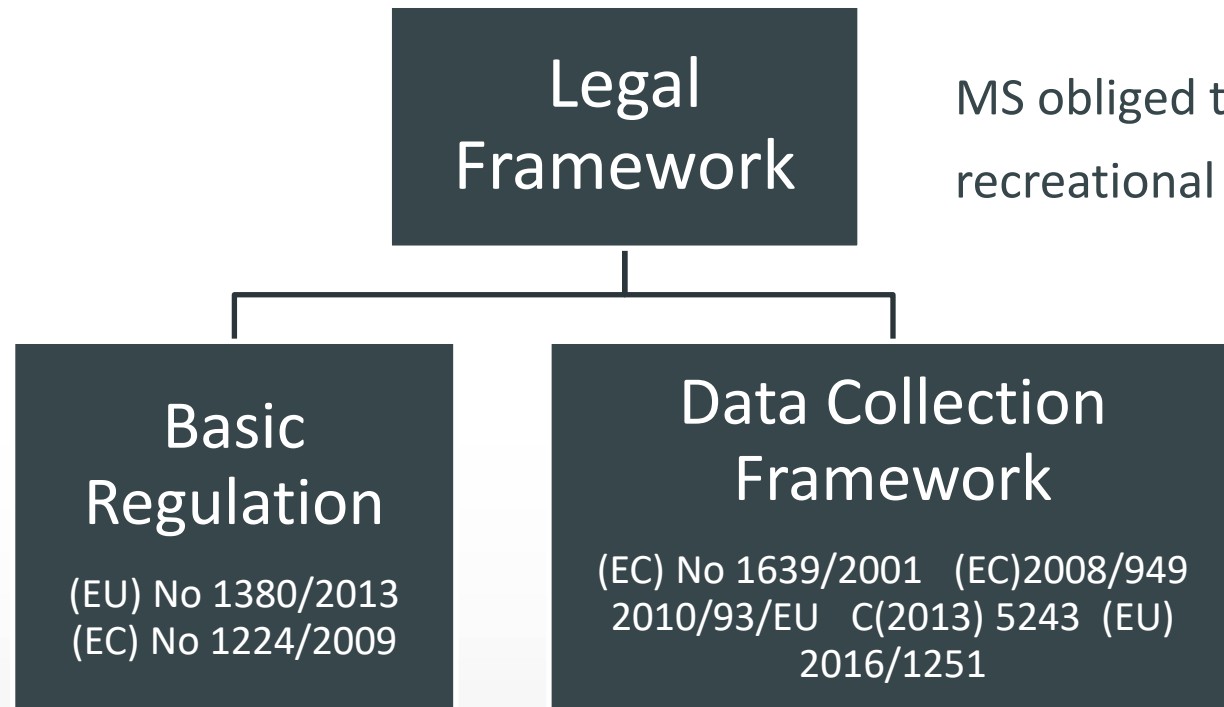 Legal
Framework
MS obliged t
recreational
Basic
Regulation
(EU) No 1380/2013
(EC) No 1224/2009
Data Collection
Framework
(EC) No 1639/2001 (EC)2008/949
2010/93/EU C(2013) 5243 (EU)
2016/1251